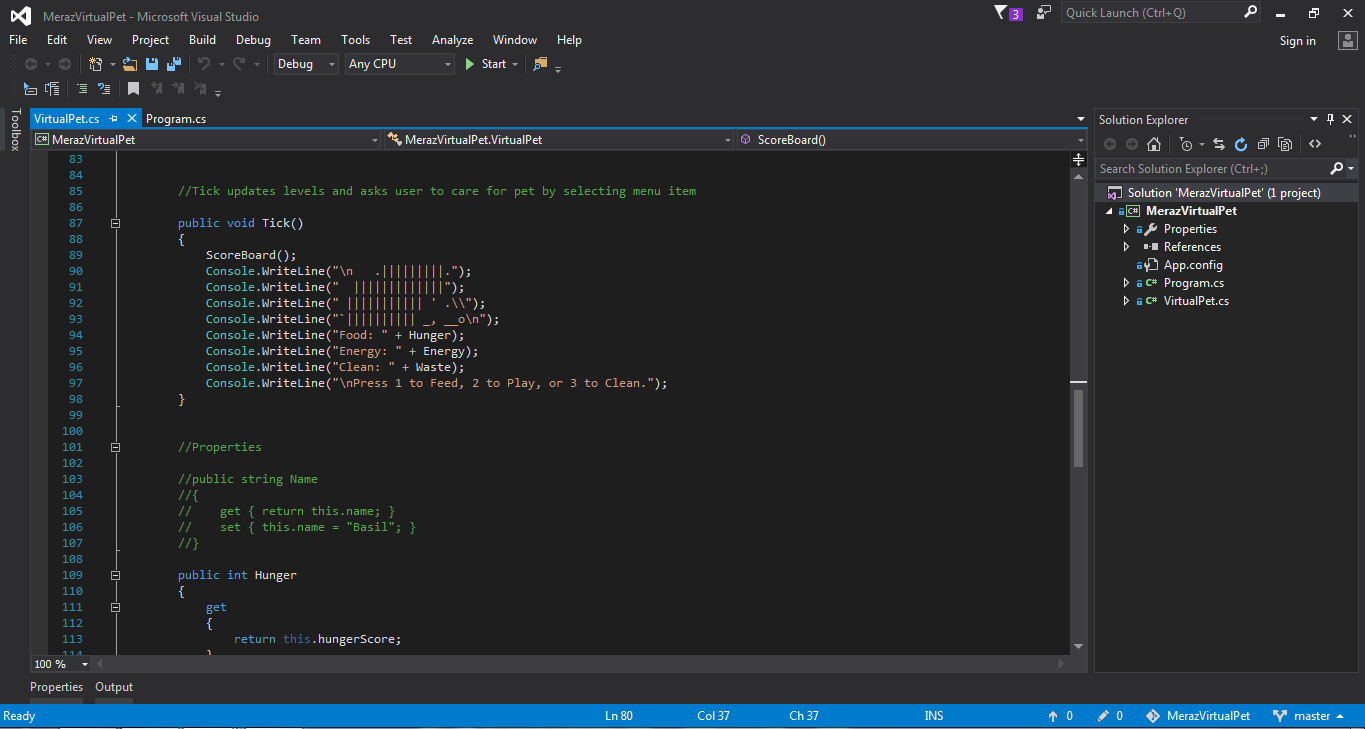 MerazVirtualPet - Microsoft Visual Studio
3
Quick Launch (Ctrl+Q)
File Edit View Project Build Debug Team Tools Test Analyze Window Help
Sign in
Debug Any CPU Start
Toolbox
VirtualPet.cs Program.cs
MerazVirtualPet MerazVirtualPet.VirtualPet ScoreBoard()
83
84
85 //Tick updates levels and asks user to care for pet by selecting menu item
86
87 public void Tick()
88 {
89 ScoreBoard();
90 Console.WriteLine("\n   .|||||||||.");
91 Console.WriteLine("  |||||||||||||");
92 Console.WriteLine(" ||||||||||| ' .\\");
93 Console.WriteLine("`|||||||||| _, __o\n");
94 Console.WriteLine("Food: " + Hunger);
95 Console.WriteLine("Energy: " + Energy);
96 Console.WriteLine("Clean: " + Waste);
97 Console.WriteLine("\nPress 1 to Feed, 2 to Play, or 3 to Clean.");
98 }
99
100
101 //Properties
102
103 //public string Name
104 //{
105 //    get { return this.name; }
106 //    set { this.name = "Basil"; }
107 //}
108
109 public int Hunger
110 {
111 get
112 {
113 return this.hungerScore;
114 }
100 %
Solution Explorer
Search Solution Explorer (Ctrl+;)
Solution 'MerazVirtualPet' (1 project)
C# MerazVirtualPet
Properties
References
App.config
C# Program.cs
C# VirtualPet.cs
Properties Output
Ready Ln 80 Col 37 Ch 37 INS 0 0 MerazVirtualPet master